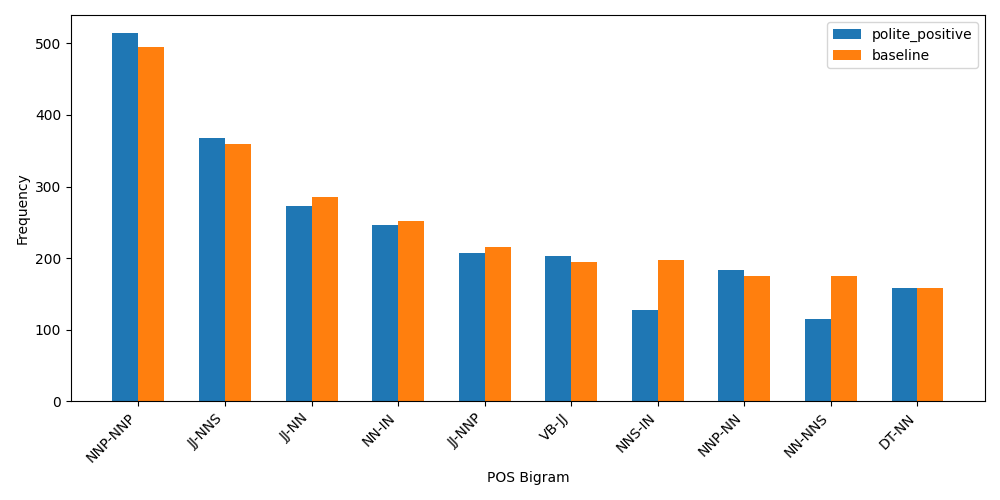 polite_positive
baseline
Frequency
500
400
300
200
100
0
NNP-NNP
JJ-NNS
JJ-NN
NN-IN
JJ-NNP
VB-JJ
NNS-IN
NNP-NN
NN-NNS
DT-NN
POS Bigram